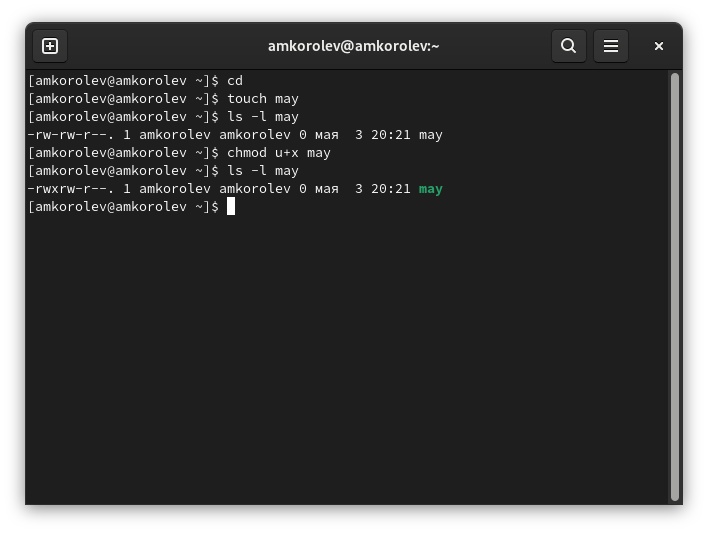 amkorolev@amkorolev:~
[amkorolev@amkorolev ~]$ cd
[amkorolev@amkorolev ~]$ touch may
[amkorolev@amkorolev ~]$ ls -l may
-rw-rw-r--. 1 amkorolev amkorolev 0 мая  3 20:21 may
[amkorolev@amkorolev ~]$ chmod u+x may
[amkorolev@amkorolev ~]$ ls -l may
-rwxrw-r--. 1 amkorolev amkorolev 0 мая  3 20:21 may
[amkorolev@amkorolev ~]$